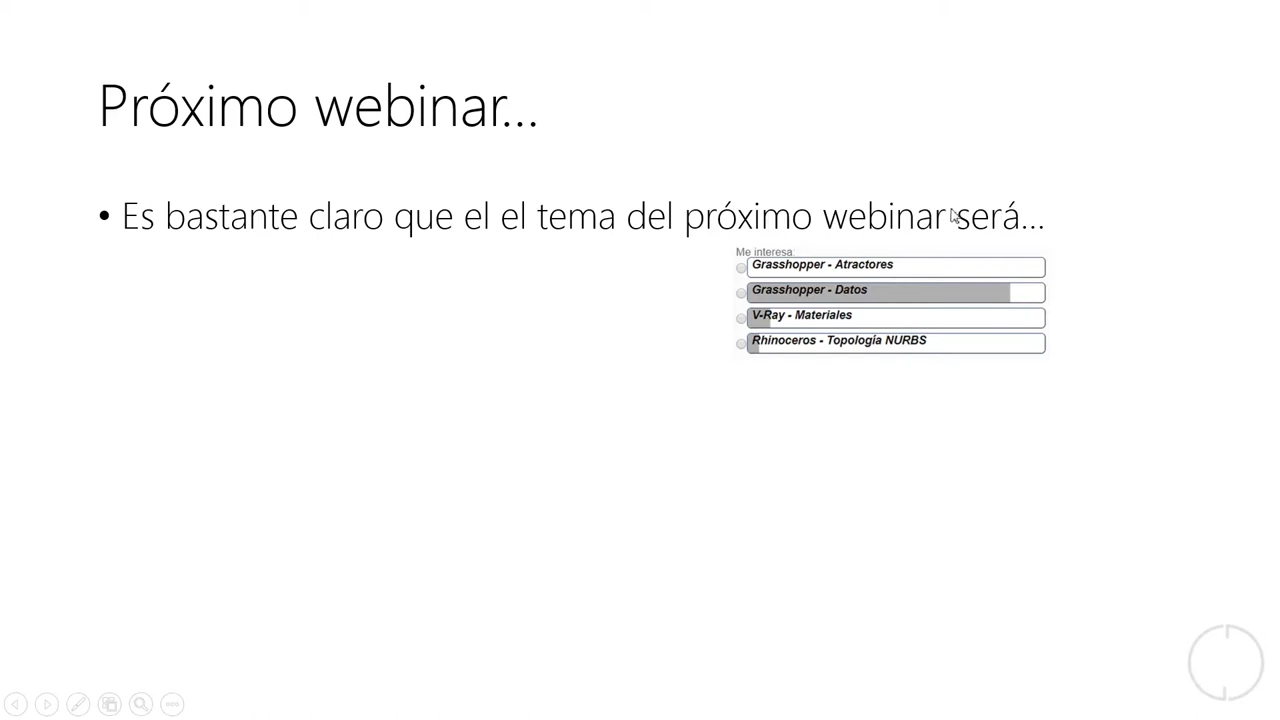 Próximo webinar...
• Es bastante claro que el el tema del próximo webinar será...
Me interesa:
Grasshopper - Atractores
Grasshopper - Datos
V-Ray - Materiales
Rhinoceros - Topología NURBS